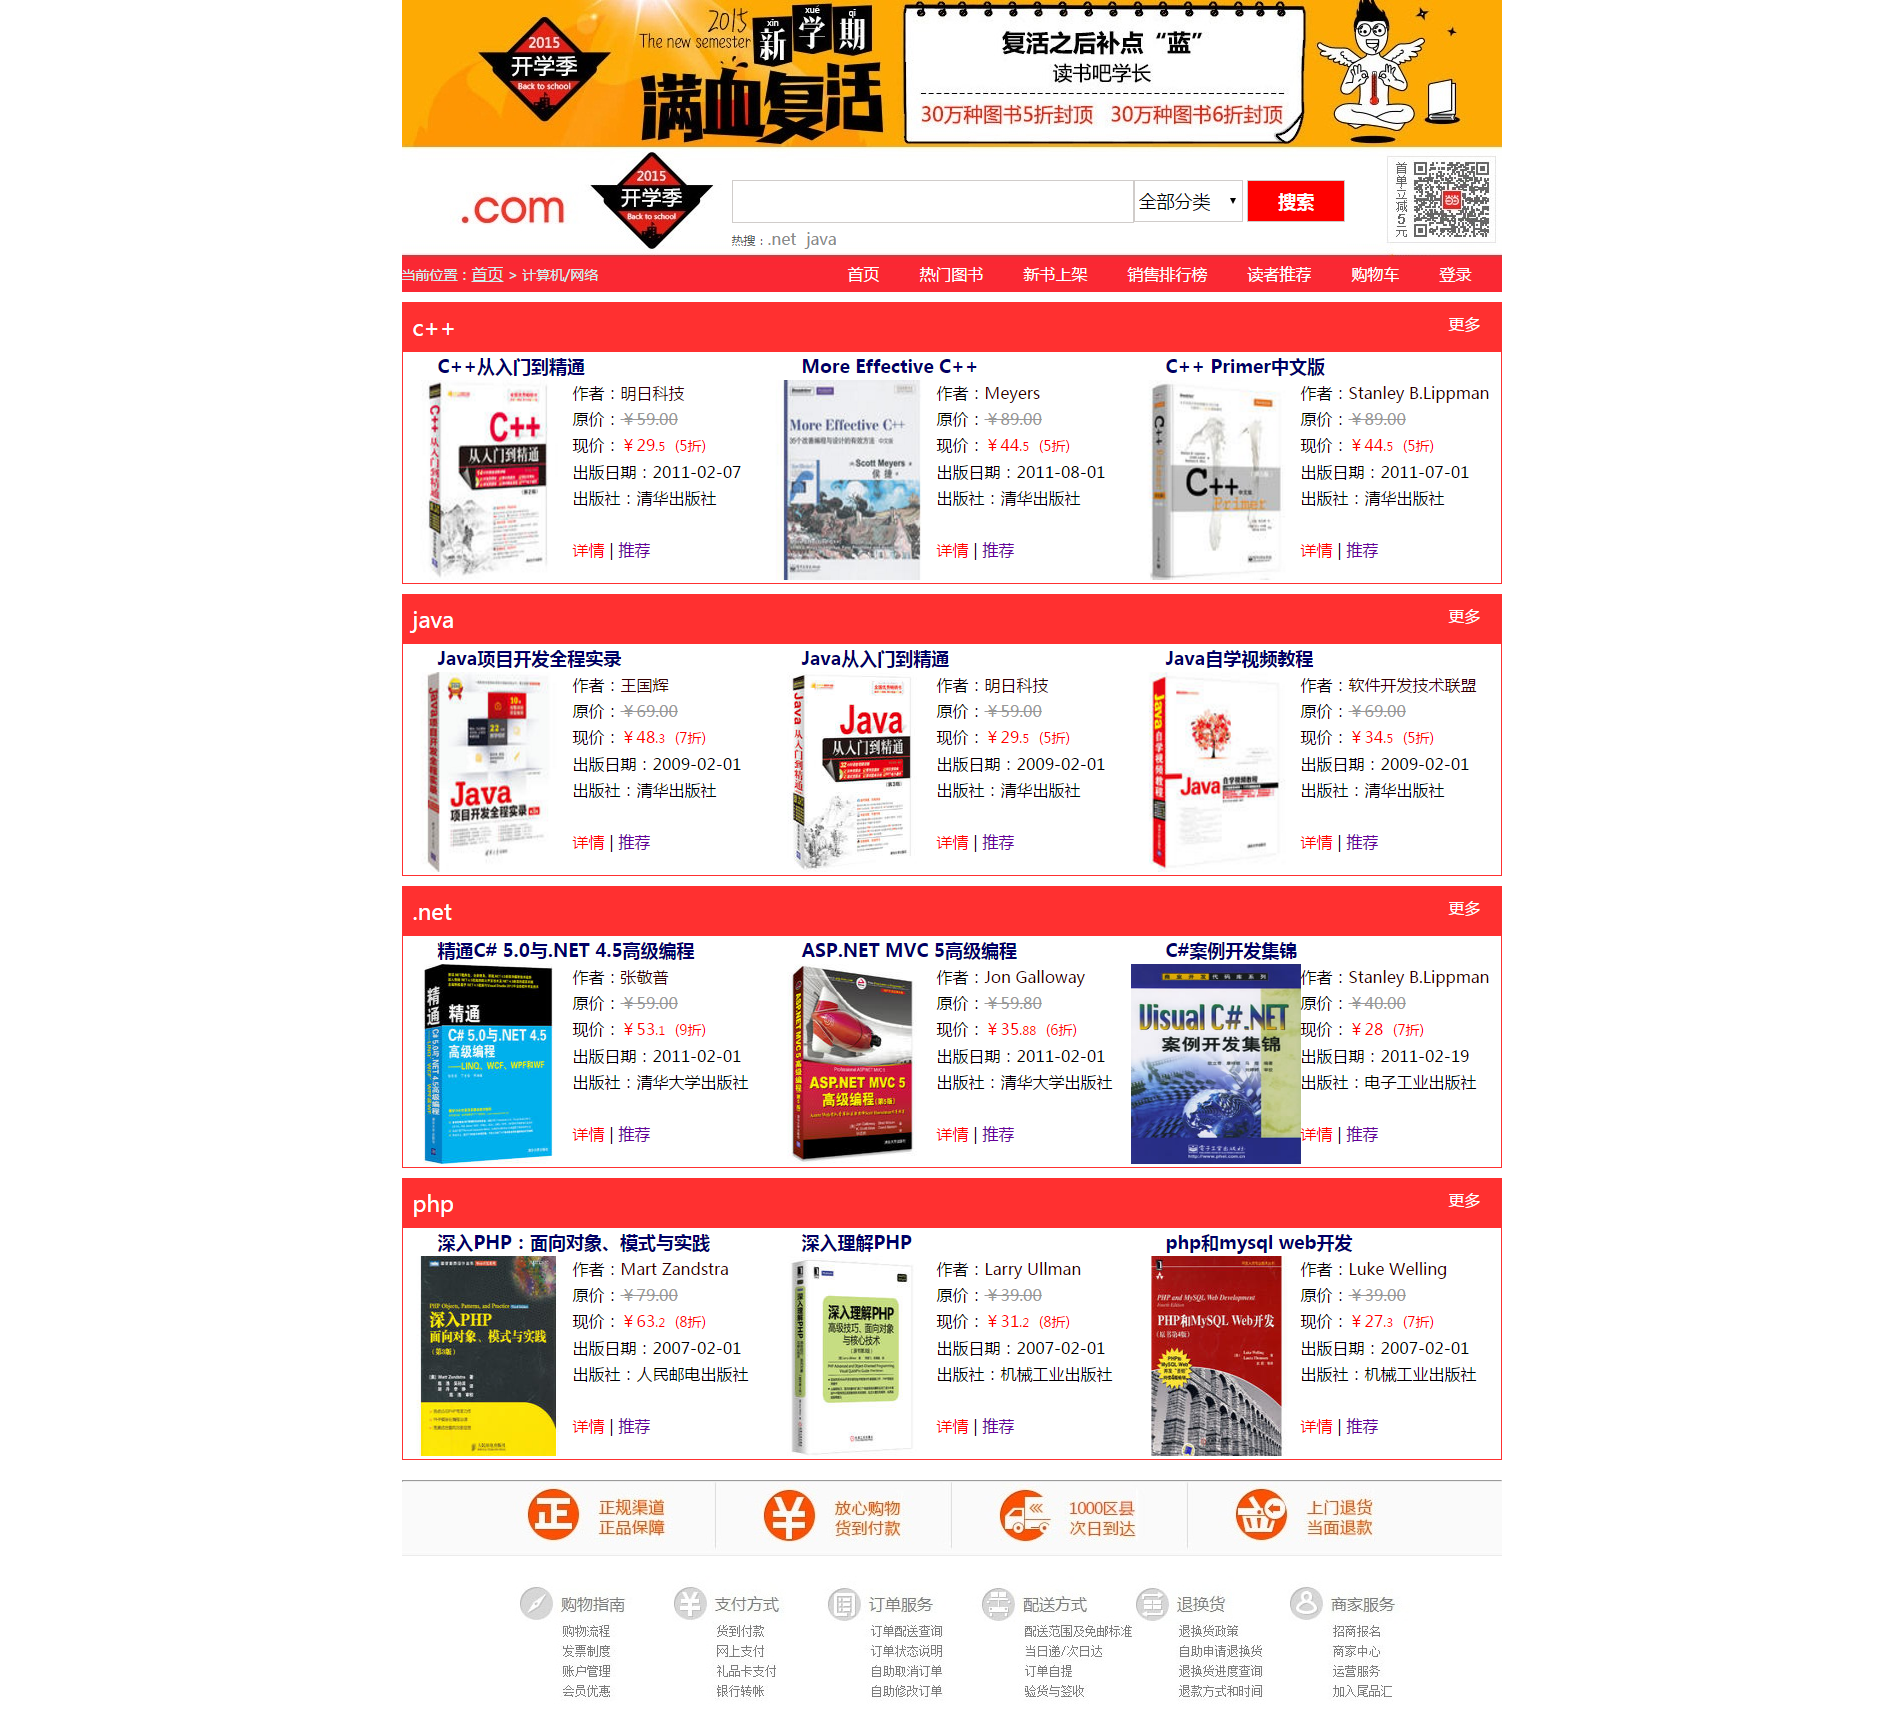 2015
开学季
Back to school
2015
The new semester
xīn xué qī
新学期
满血复活
复活之后补点“蓝”
读书吧学长
30万种图书5折封顶 30万种图书6折封顶
.com
2015
开学季
Back to school
全部分类
搜索
热搜：.net java
首单立减5元
当当
当前位置：首页 > 计算机/网络
首页 热门图书 新书上架 销售排行榜 读者推荐 购物车 登录
c++ 更多
C++从入门到精通
作者：明日科技
原价：￥59.00
现价：￥29.5 (5折)
出版日期：2011-02-07
出版社：清华出版社
详情 | 推荐
More Effective C++
作者：Meyers
原价：￥89.00
现价：￥44.5 (5折)
出版日期：2011-08-01
出版社：清华出版社
详情 | 推荐
C++ Primer中文版
作者：Stanley B.Lippman
原价：￥89.00
现价：￥44.5 (5折)
出版日期：2011-07-01
出版社：清华出版社
详情 | 推荐
java 更多
Java项目开发全程实录
作者：王国辉
原价：￥69.00
现价：￥48.3 (7折)
出版日期：2009-02-01
出版社：清华出版社
详情 | 推荐
Java从入门到精通
作者：明日科技
原价：￥59.00
现价：￥29.5 (5折)
出版日期：2009-02-01
出版社：清华出版社
详情 | 推荐
Java自学视频教程
作者：软件开发技术联盟
原价：￥69.00
现价：￥34.5 (5折)
出版日期：2009-02-01
出版社：清华出版社
详情 | 推荐
.net 更多
精通C# 5.0与.NET 4.5高级编程
作者：张敬普
原价：￥59.00
现价：￥53.1 (9折)
出版日期：2011-02-01
出版社：清华大学出版社
详情 | 推荐
ASP.NET MVC 5高级编程
作者：Jon Galloway
原价：￥59.80
现价：￥35.88 (6折)
出版日期：2011-02-01
出版社：清华大学出版社
详情 | 推荐
C#案例开发集锦
作者：Stanley B.Lippman
原价：￥40.00
现价：￥28 (7折)
出版日期：2011-02-19
出版社：电子工业出版社
详情 | 推荐
php 更多
深入PHP：面向对象、模式与实践
作者：Mart Zandstra
原价：￥79.00
现价：￥63.2 (8折)
出版日期：2007-02-01
出版社：人民邮电出版社
详情 | 推荐
深入理解PHP
作者：Larry Ullman
原价：￥39.00
现价：￥31.2 (8折)
出版日期：2007-02-01
出版社：机械工业出版社
详情 | 推荐
php和mysql web开发
作者：Luke Welling
原价：￥39.00
现价：￥27.3 (7折)
出版日期：2007-02-01
出版社：机械工业出版社
详情 | 推荐
正 正规渠道
正品保障
¥ 放心购物
货到付款
1000区县
次日到达
上门退货
当面退款
购物指南
购物流程
发票制度
账户管理
会员优惠
支付方式
货到付款
网上支付
礼品卡支付
银行转帐
订单服务
订单配送查询
订单状态说明
自助取消订单
自助修改订单
配送方式
配送范围及免邮标准
当日递/次日达
订单自提
验货与签收
退换货
退换货政策
自助申请退换货
退换货进度查询
退款方式和时间
商家服务
招商报名
商家中心
运营服务
加入尾品汇